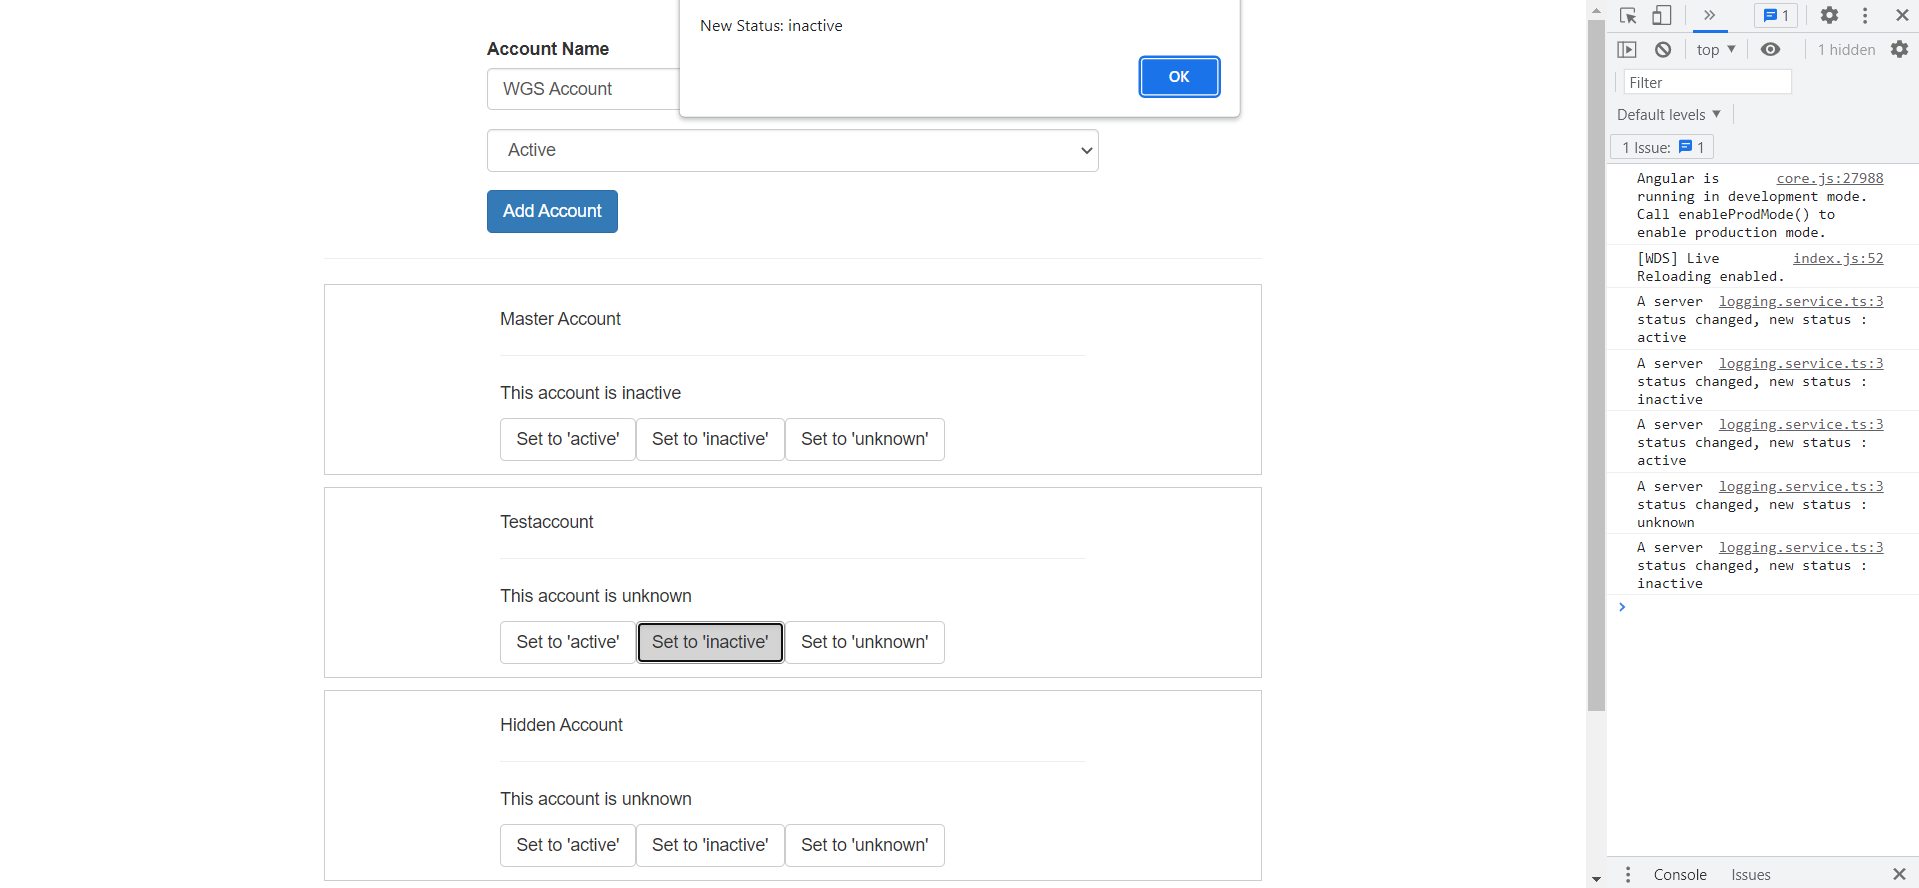 New Status: inactive
OK
Account Name
WGS Account
Active
Add Account
Master Account
This account is inactive
Set to 'active' Set to 'inactive' Set to 'unknown'
Testaccount
This account is unknown
Set to 'active' Set to 'inactive' Set to 'unknown'
Hidden Account
This account is unknown
Set to 'active' Set to 'inactive' Set to 'unknown'
» 1
top 1 hidden
Filter
Default levels
1 Issue: 1
Angular is core.js:27988
running in development mode.
Call enableProdMode() to
enable production mode.
[WDS] Live index.js:52
Reloading enabled.
A server logging.service.ts:3
status changed, new status :
active
A server logging.service.ts:3
status changed, new status :
inactive
A server logging.service.ts:3
status changed, new status :
active
A server logging.service.ts:3
status changed, new status :
unknown
A server logging.service.ts:3
status changed, new status :
inactive
Console Issues